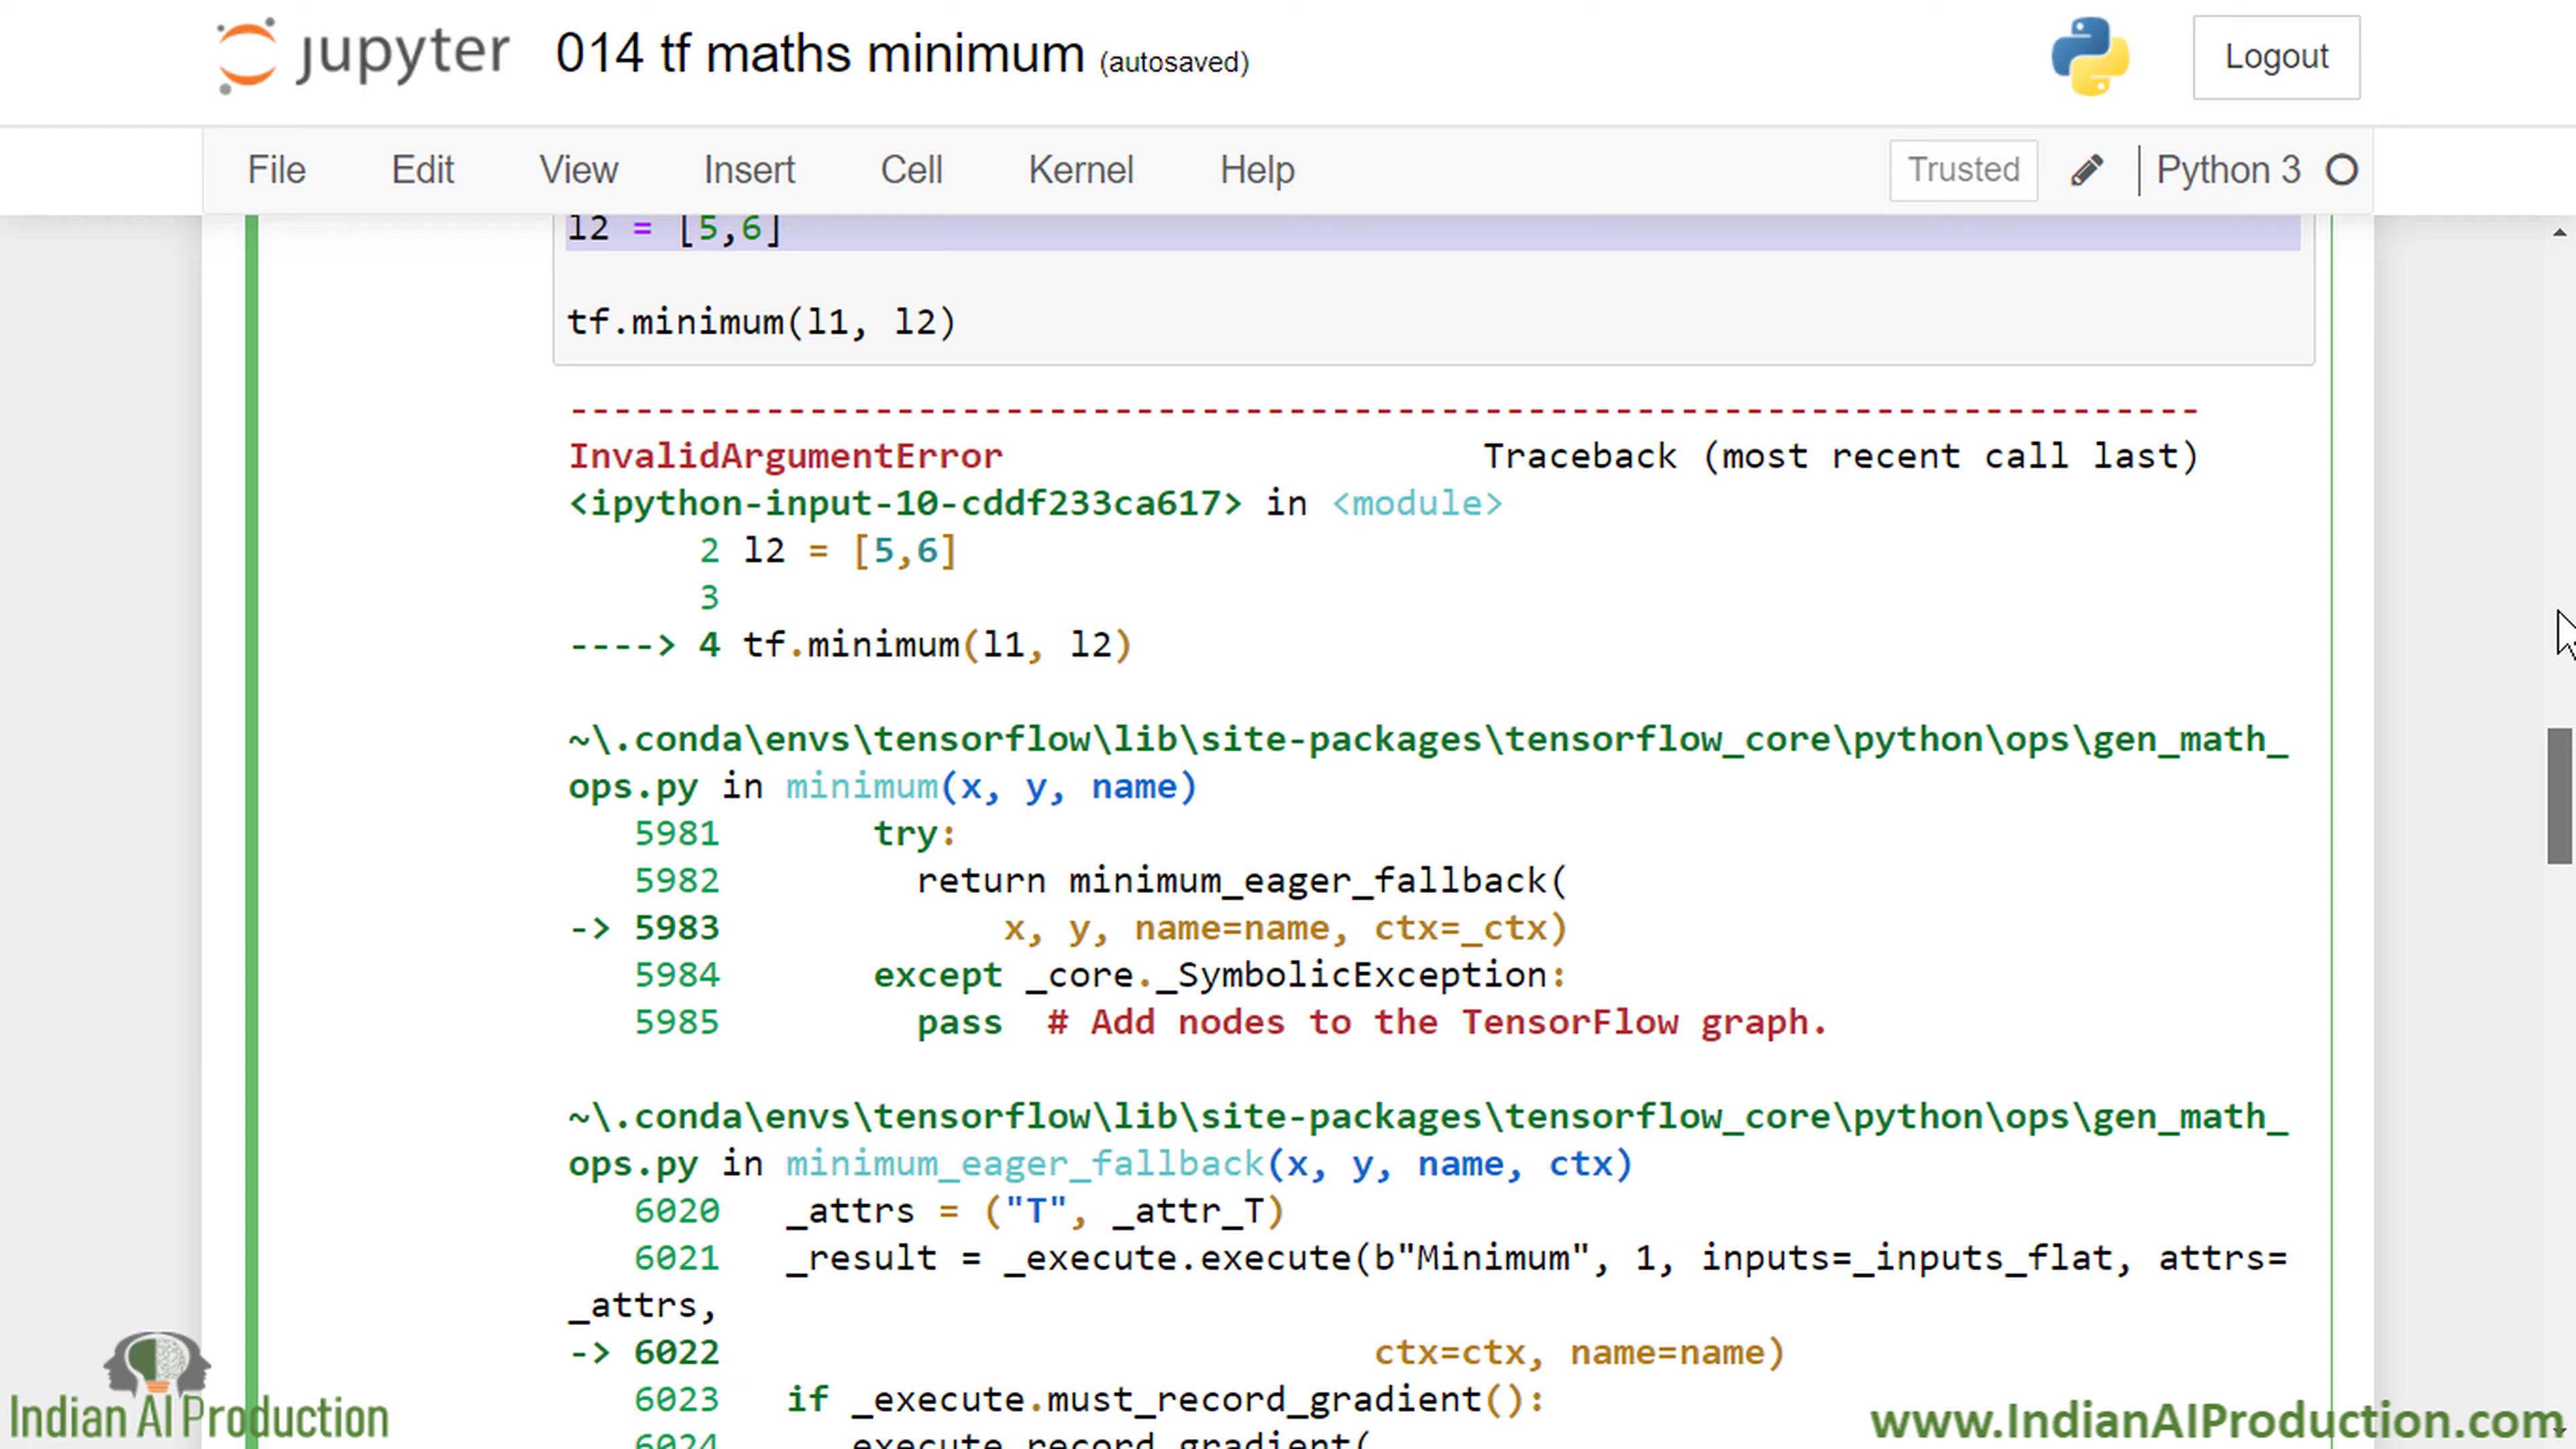 jupyter 014 tf maths minimum (autosaved) Logout
File Edit View Insert Cell Kernel Help Trusted Python 3
l2 = [5,6]
tf.minimum(l1, l2)
---------------------------------------------------------------------------
InvalidArgumentError Traceback (most recent call last)
<ipython-input-10-cddf233ca617> in <module>
2 l2 = [5,6]
3
----> 4 tf.minimum(l1, l2)
~\.conda\envs\tensorflow\lib\site-packages\tensorflow_core\python\ops\gen_math_
ops.py in minimum(x, y, name)
5981 try:
5982 return minimum_eager_fallback(
-> 5983 x, y, name=name, ctx=_ctx)
5984 except _core._SymbolicException:
5985 pass # Add nodes to the TensorFlow graph.
~\.conda\envs\tensorflow\lib\site-packages\tensorflow_core\python\ops\gen_math_
ops.py in minimum_eager_fallback(x, y, name, ctx)
6020 _attrs = ("T", _attr_T)
6021 _result = _execute.execute(b"Minimum", 1, inputs=_inputs_flat, attrs=
_attrs,
-> 6022 ctx=ctx, name=name)
6023 if _execute.must_record_gradient():
6024 _execute.record_gradient(
Indian AI Production
www.IndianAIProduction.com